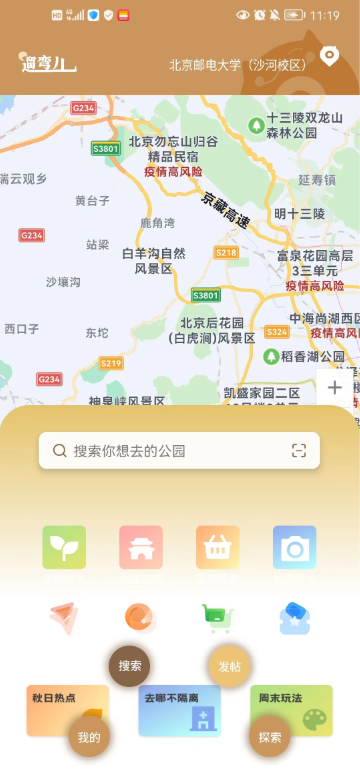 HD 4G 11:19
遛弯儿
北京邮电大学（沙河校区）
G234
十三陵双龙山
森林公园
S3801
北京勿忘山归谷
精品民宿
疫情高风险
瑞云观乡
延寿镇
黄台子
京藏高速
明十三陵
鹿角湾
G234
站梁
白羊沟自然
风景区
S218
富泉花园高层
3三单元
疫情高风险
沙壤沟
S3801
中海尚湖西区
疫情高风险
西口子
东坨
北京后花园
(白虎涧)风景区
S324
稻香湖公园
S219
G234
神泉峡风景区
凯盛家园二区
搜索你想去的公园
搜索
发帖
秋日热点
去哪不隔离
周末玩法
我的
探索